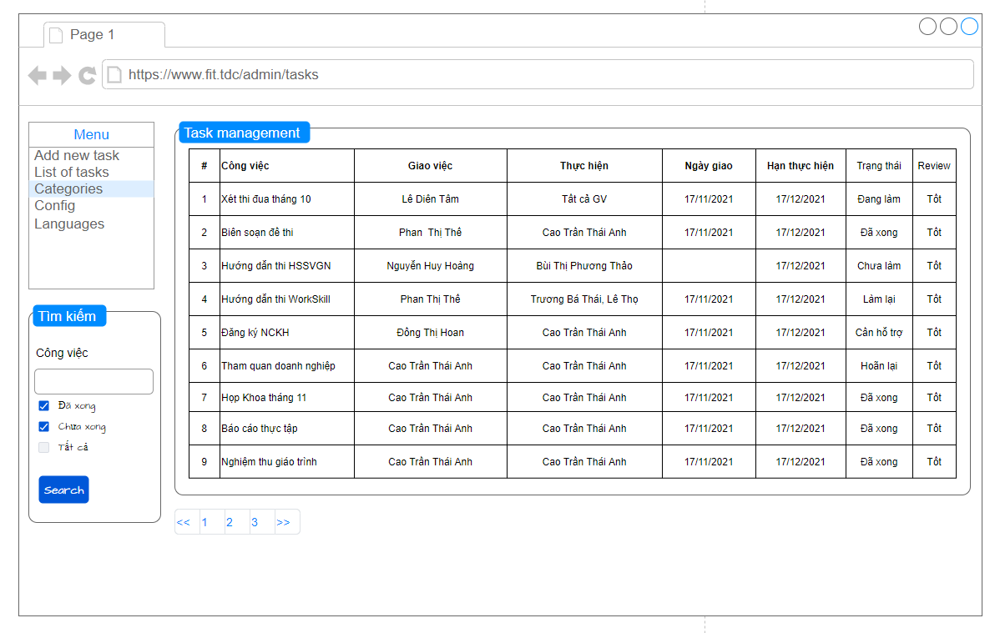 Page 1
https://www.fit.tdc/admin/tasks
Menu
Add new task
List of tasks
Categories
Config
Languages
Tìm kiếm
Công việc
Đã xong
Chưa xong
Tất cả
Search
Task management
# Công việc Giao việc Thực hiện Ngày giao Hạn thực hiện Trạng thái Review
1 Xét thi đua tháng 10 Lê Diên Tâm Tất cả GV 17/11/2021 17/12/2021 Đang làm Tốt
2 Biên soạn đề thi Phan Thị Thể Cao Trần Thái Anh 17/11/2021 17/12/2021 Đã xong Tốt
3 Hướng dẫn thi HSSVGN Nguyễn Huy Hoàng Bùi Thị Phương Thảo 17/12/2021 Chưa làm Tốt
4 Hướng dẫn thi WorkSkill Phan Thị Thể Trương Bá Thái, Lê Thọ 17/11/2021 17/12/2021 Làm lại Tốt
5 Đăng ký NCKH Đồng Thị Hoan Cao Trần Thái Anh 17/11/2021 17/12/2021 Cần hỗ trợ Tốt
6 Tham quan doanh nghiệp Cao Trần Thái Anh Cao Trần Thái Anh 17/11/2021 17/12/2021 Hoãn lại Tốt
7 Họp Khoa tháng 11 Cao Trần Thái Anh Cao Trần Thái Anh 17/11/2021 17/12/2021 Đã xong Tốt
8 Báo cáo thực tập Cao Trần Thái Anh Cao Trần Thái Anh 17/11/2021 17/12/2021 Đã xong Tốt
9 Nghiệm thu giáo trình Cao Trần Thái Anh Cao Trần Thái Anh 17/11/2021 17/12/2021 Đã xong Tốt
<< 1 2 3 >>